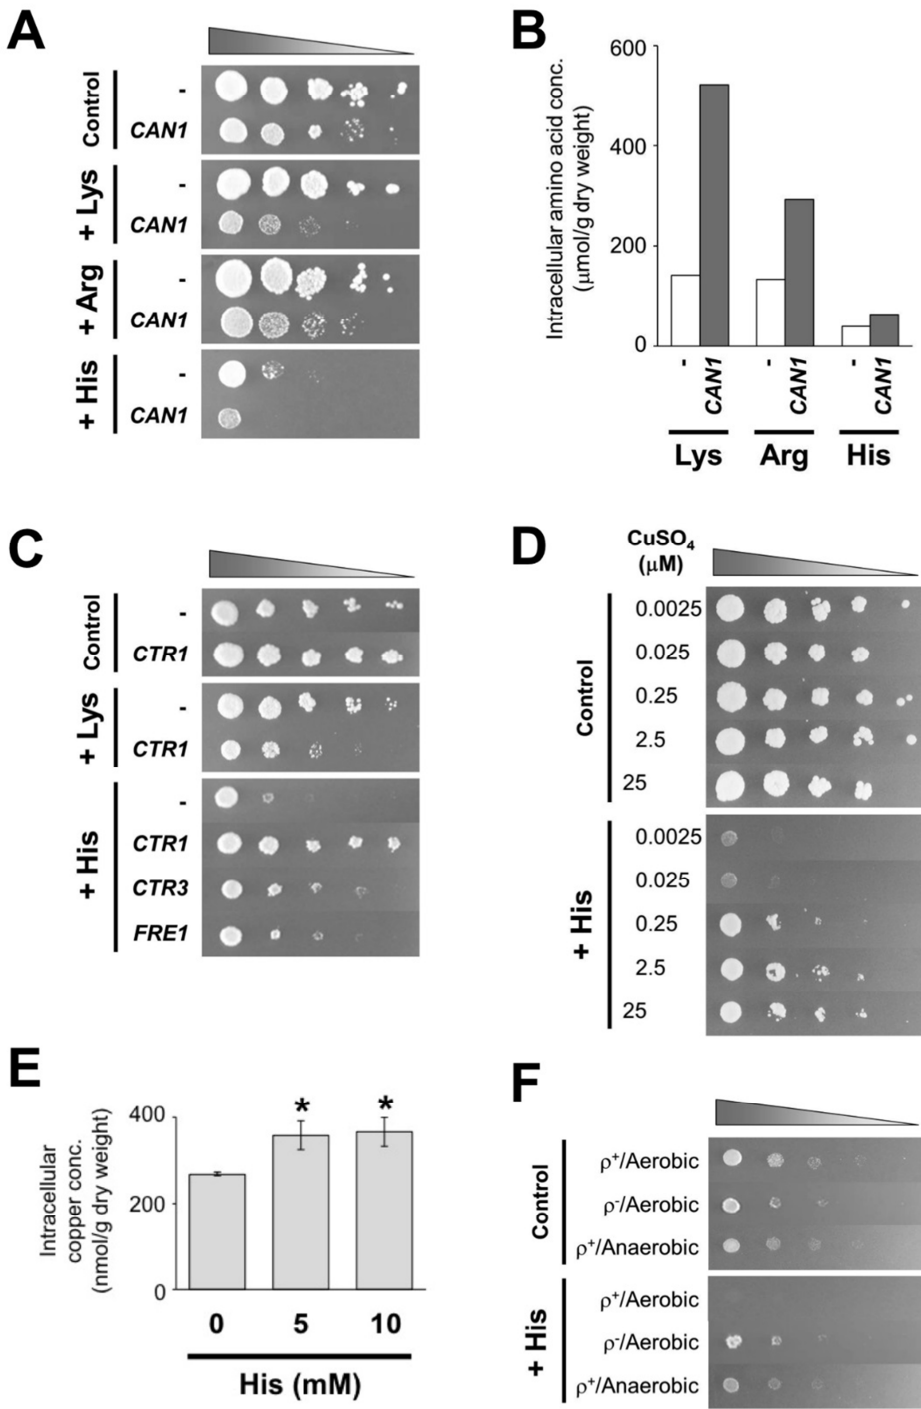 A
Control
-
CAN1
+ Lys
-
CAN1
+ Arg
-
CAN1
+ His
-
CAN1
B
Intracellular amino acid conc.
(μmol/g dry weight)
600
400
200
0
-
CAN1
-
CAN1
-
CAN1
Lys
Arg
His
C
Control
-
CTR1
+ Lys
-
CTR1
+ His
-
CTR1
CTR3
FRE1
D
CuSO4
(μM)
Control
0.0025
0.025
0.25
2.5
25
+ His
0.0025
0.025
0.25
2.5
25
E
Intracellular
copper conc.
(nmol/g dry weight)
400
200
0
*
*
0
5
10
His (mM)
F
Control
ρ+/Aerobic
ρ-/Aerobic
ρ+/Anaerobic
+ His
ρ+/Aerobic
ρ-/Aerobic
ρ+/Anaerobic